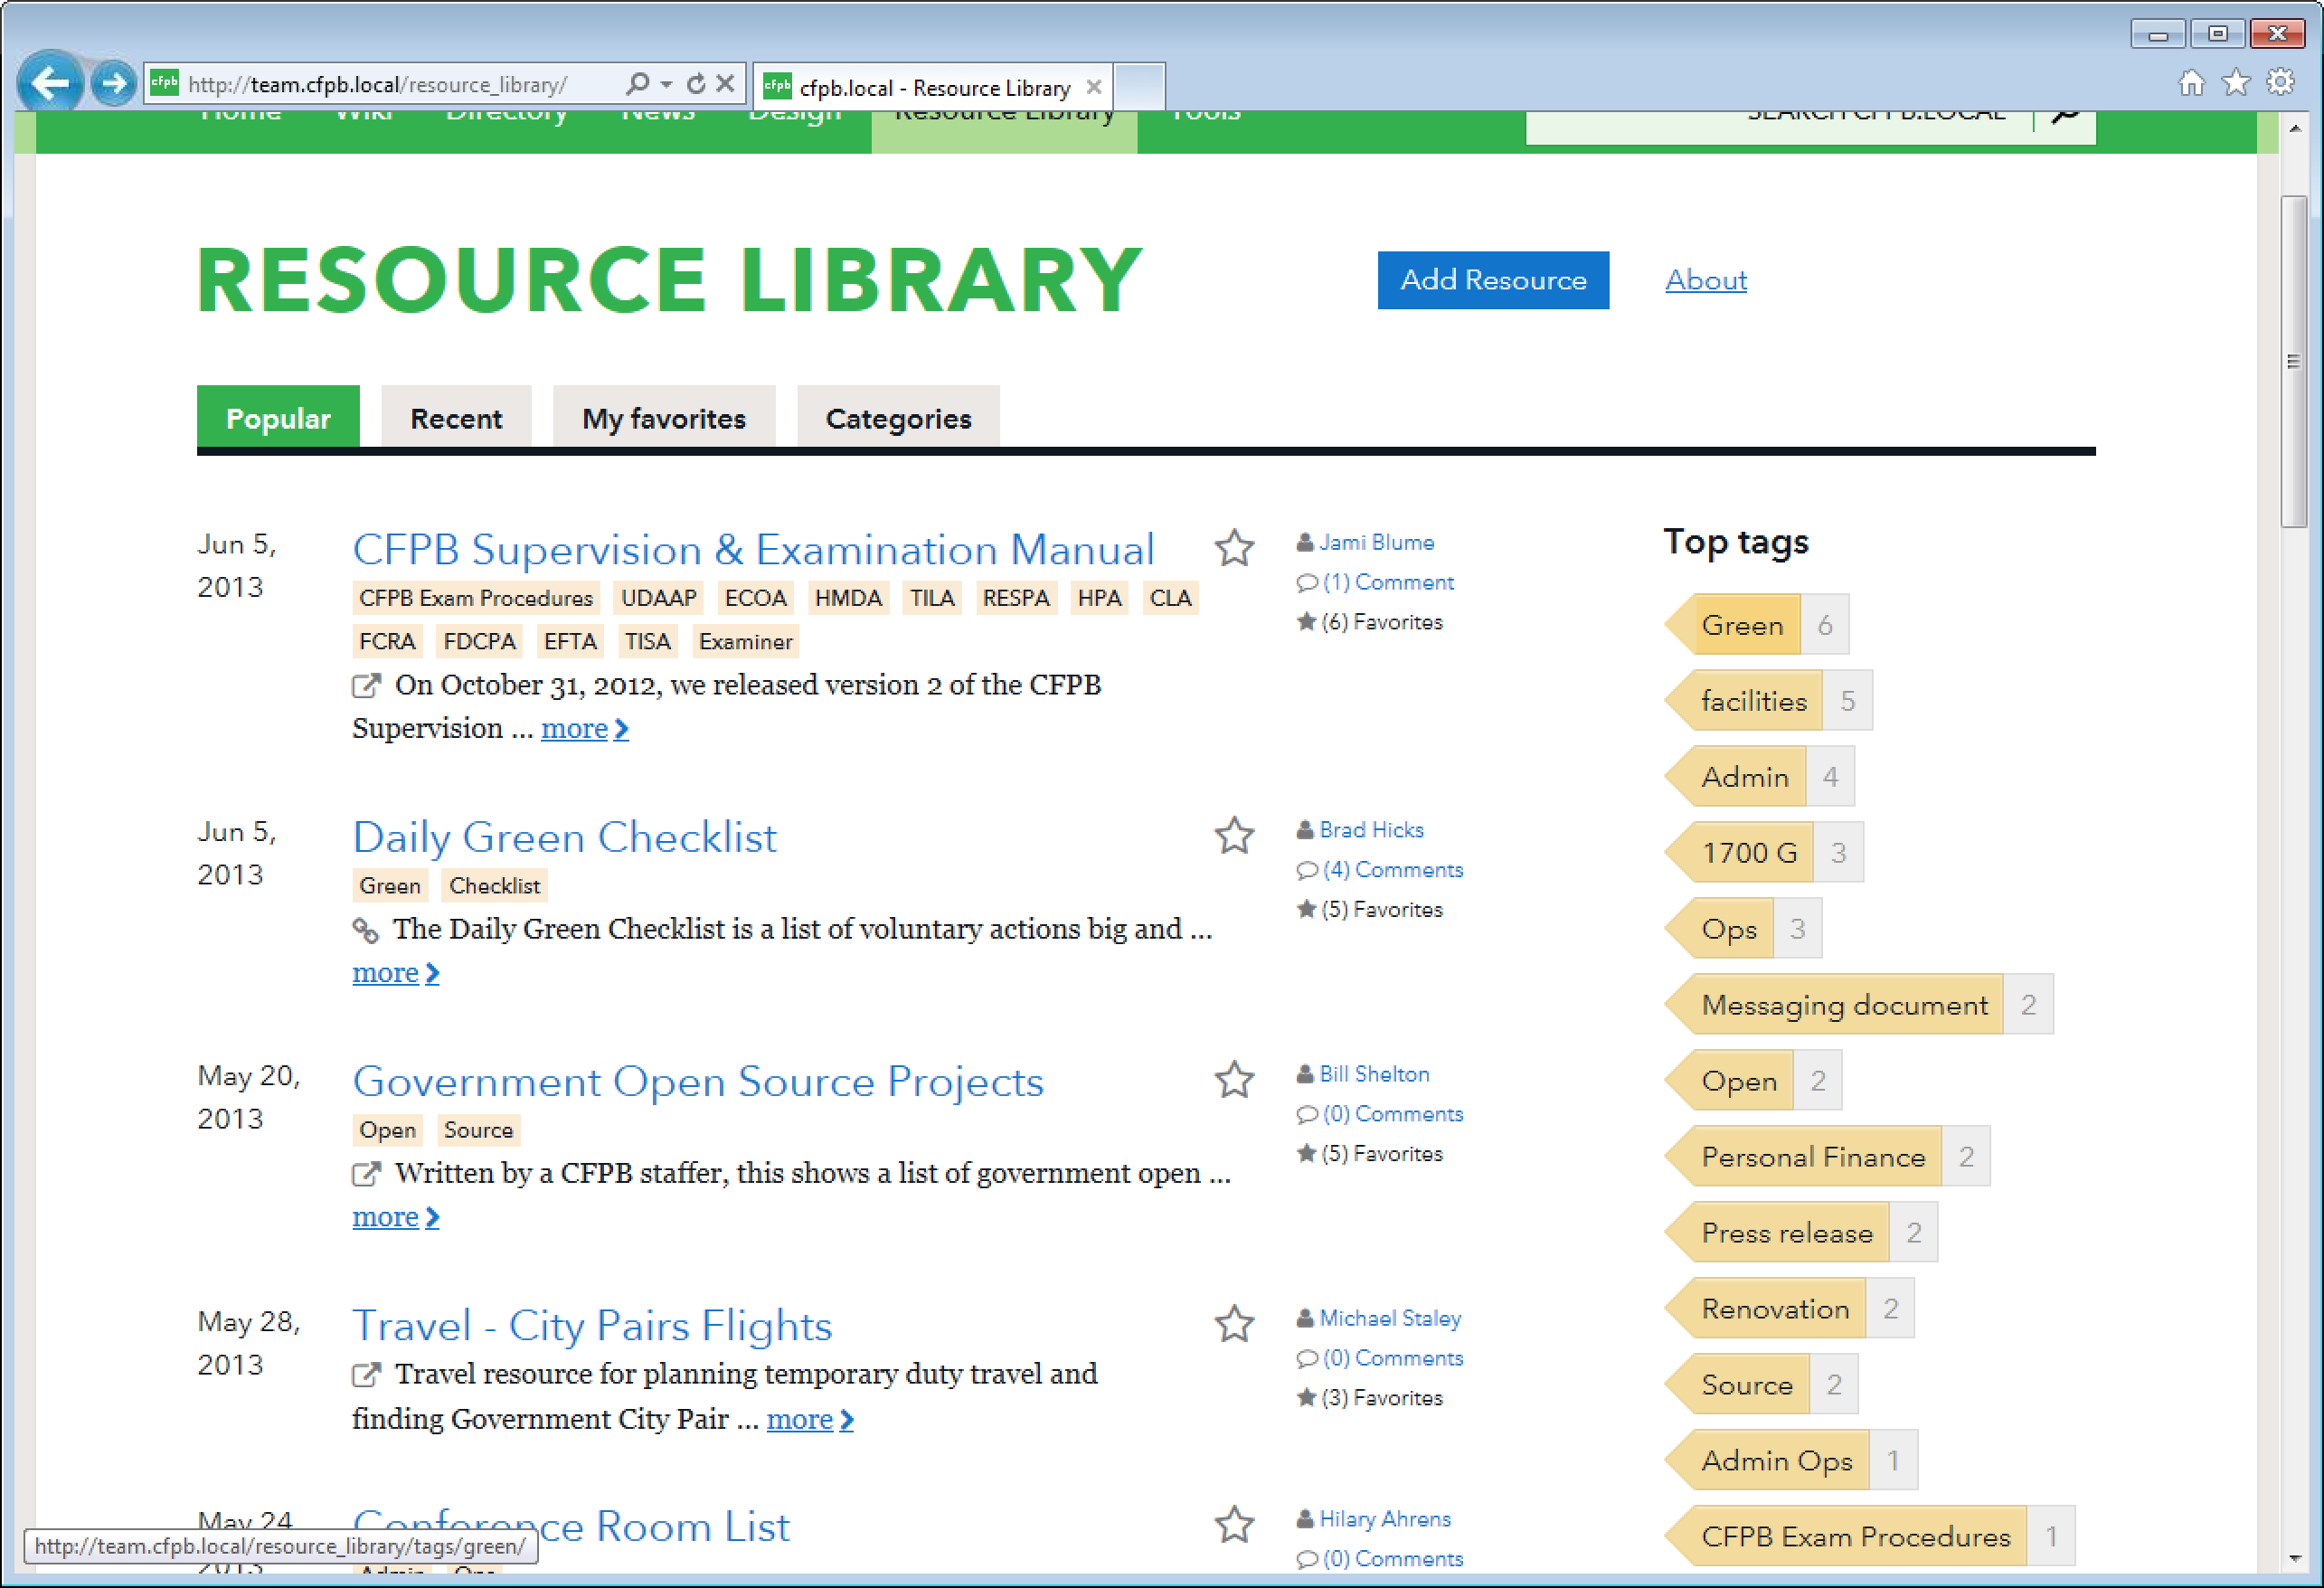 cfpb http://team.cfpb.local/resource_library/
cfpb cfpb.local - Resource Library
Home Wiki Directory News Design Resource Library Tools
SEARCH CFPB.LOCAL
RESOURCE LIBRARY
Add Resource
About
Popular
Recent
My favorites
Categories
Jun 5,
2013
CFPB Supervision & Examination Manual
CFPB Exam Procedures UDAAP ECOA HMDA TILA RESPA HPA CLA
FCRA FDCPA EFTA TISA Examiner
On October 31, 2012, we released version 2 of the CFPB
Supervision ... more
Jami Blume
(1) Comment
(6) Favorites
Jun 5,
2013
Daily Green Checklist
Green Checklist
The Daily Green Checklist is a list of voluntary actions big and ...
more
Brad Hicks
(4) Comments
(5) Favorites
May 20,
2013
Government Open Source Projects
Open Source
Written by a CFPB staffer, this shows a list of government open ...
more
Bill Shelton
(0) Comments
(5) Favorites
May 28,
2013
Travel - City Pairs Flights
Travel resource for planning temporary duty travel and
finding Government City Pair ... more
Michael Staley
(0) Comments
(3) Favorites
May 24
2013
Conference Room List
Admin Ops
Hilary Ahrens
(0) Comments
Top tags
Green 6
facilities 5
Admin 4
1700 G 3
Ops 3
Messaging document 2
Open 2
Personal Finance 2
Press release 2
Renovation 2
Source 2
Admin Ops 1
CFPB Exam Procedures 1
http://team.cfpb.local/resource_library/tags/green/